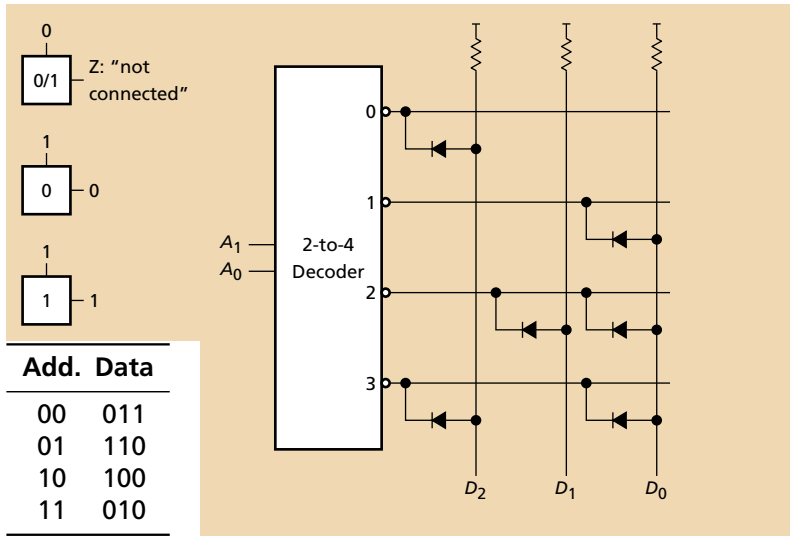 0
0/1
Z: “not
connected”
1
0
0
1
1
1
A1
A0
2-to-4
Decoder
0
1
2
3
D2
D1
D0
Add. Data
00 011
01 110
10 100
11 010